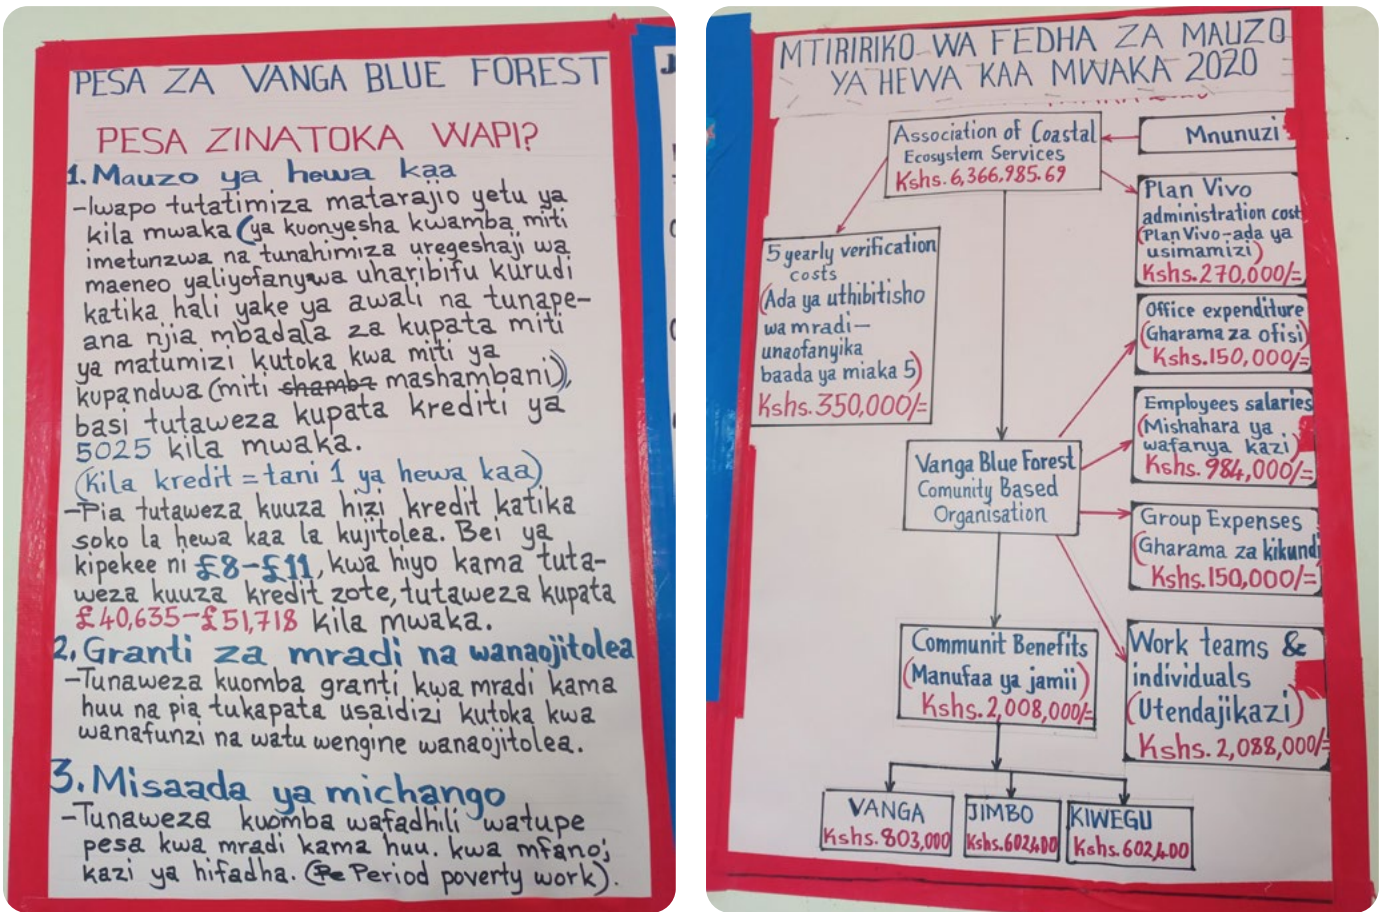 PESA ZA VANGA BLUE FOREST
PESA ZINATOKA WAPI?
1. Mauzo ya hewa kaa
-Iwapo tutatimiza matarajio yetu ya
kila mwaka (ya kuonyesha kwamba miti
imetunzwa na tunahimiza uregeshaji wa
maeneo yaliyofanywa uharibifu kurudi
katika hali yake ya awali na tunape-
ana njia mbadala za kupata miti
ya matumizi kutoka kwa miti ya
kupandwa (miti shamba mashambani)),
basi tutaweza kupata krediti ya
5025 kila mwaka.
(kila kredit = tani 1 ya hewa kaa)
-Pia tutaweza kuuza hizi kredit katika
soko la hewa kaa la kujitolea. Bei ya
kipekee ni £8-£11, kwa hiyo kama tuta-
weza kuuza kredit zote, tutaweza kupata
£40,635-£51,718 kila mwaka.
2. Granti za mradi na wanaojitolea
-Tunaweza kuomba granti kwa mradi kama
huu na pia tukapata usaidizi kutoka kwa
wanafunzi na watu wengine wanaojitolea.
3. Misaada ya michango
-Tunaweza kuomba wafadhili watupe
pesa kwa mradi kama huu. kwa mfano;
kazi ya hifadha. (Pe Period poverty work).
MTIRIRIKO WA FEDHA ZA MAUZO
YA HEWA KAA MWAKA 2020
Association of Coastal
Ecosystem Services
Kshs. 6,366,985.69
Mnunuzi
Plan Vivo
administration cost
(Plan Vivo-ada ya
usimamizi)
Kshs. 270,000/=
5 yearly verification
costs
(Ada ya uthibitisho
wa mradi-
unaofanyika
baada ya miaka 5)
Kshs. 350,000/=
Office expenditure
(Gharama za ofisi)
Kshs. 150,000/=
Employees salaries
(Mishahara ya
wafanya kazi)
Kshs. 984,000/=
Vanga Blue Forest
Comunity Based
Organisation
Group Expenses
(Gharama za kikundi
Kshs. 150,000/=
Communit Benefits
(Manufaa ya jamii)
Kshs. 2,008,000/=
Work teams &
individuals
(Utendajikazi)
Kshs. 2,088,000/=
VANGA
Kshs. 803,000
JIMBO
Kshs. 602,400
KIWEGU
Kshs. 602,400